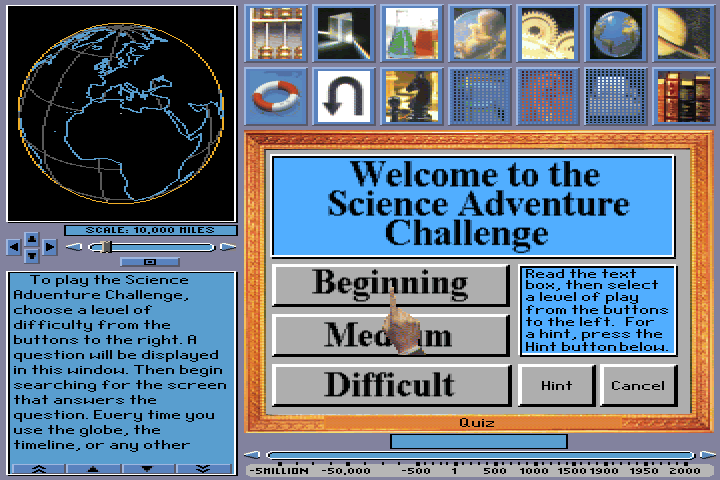 SCALE: 10,000 MILES
To play the Science
Adventure Challenge,
choose a level of
difficulty from the
buttons to the right. A
question will be displayed
in this window. Then begin
searching for the screen
that answers the
question. Every time you
use the globe, the
timeline, or any other
Welcome to the
Science Adventure
Challenge
Beginning
Medium
Difficult
Read the text
box, then select
a level of play
from the buttons
to the left. For
a hint, press the
Hint button below.
Hint
Cancel
Quiz
-5MILLION -50,000 -500 1 500 1000 1500 1900 1950 2000